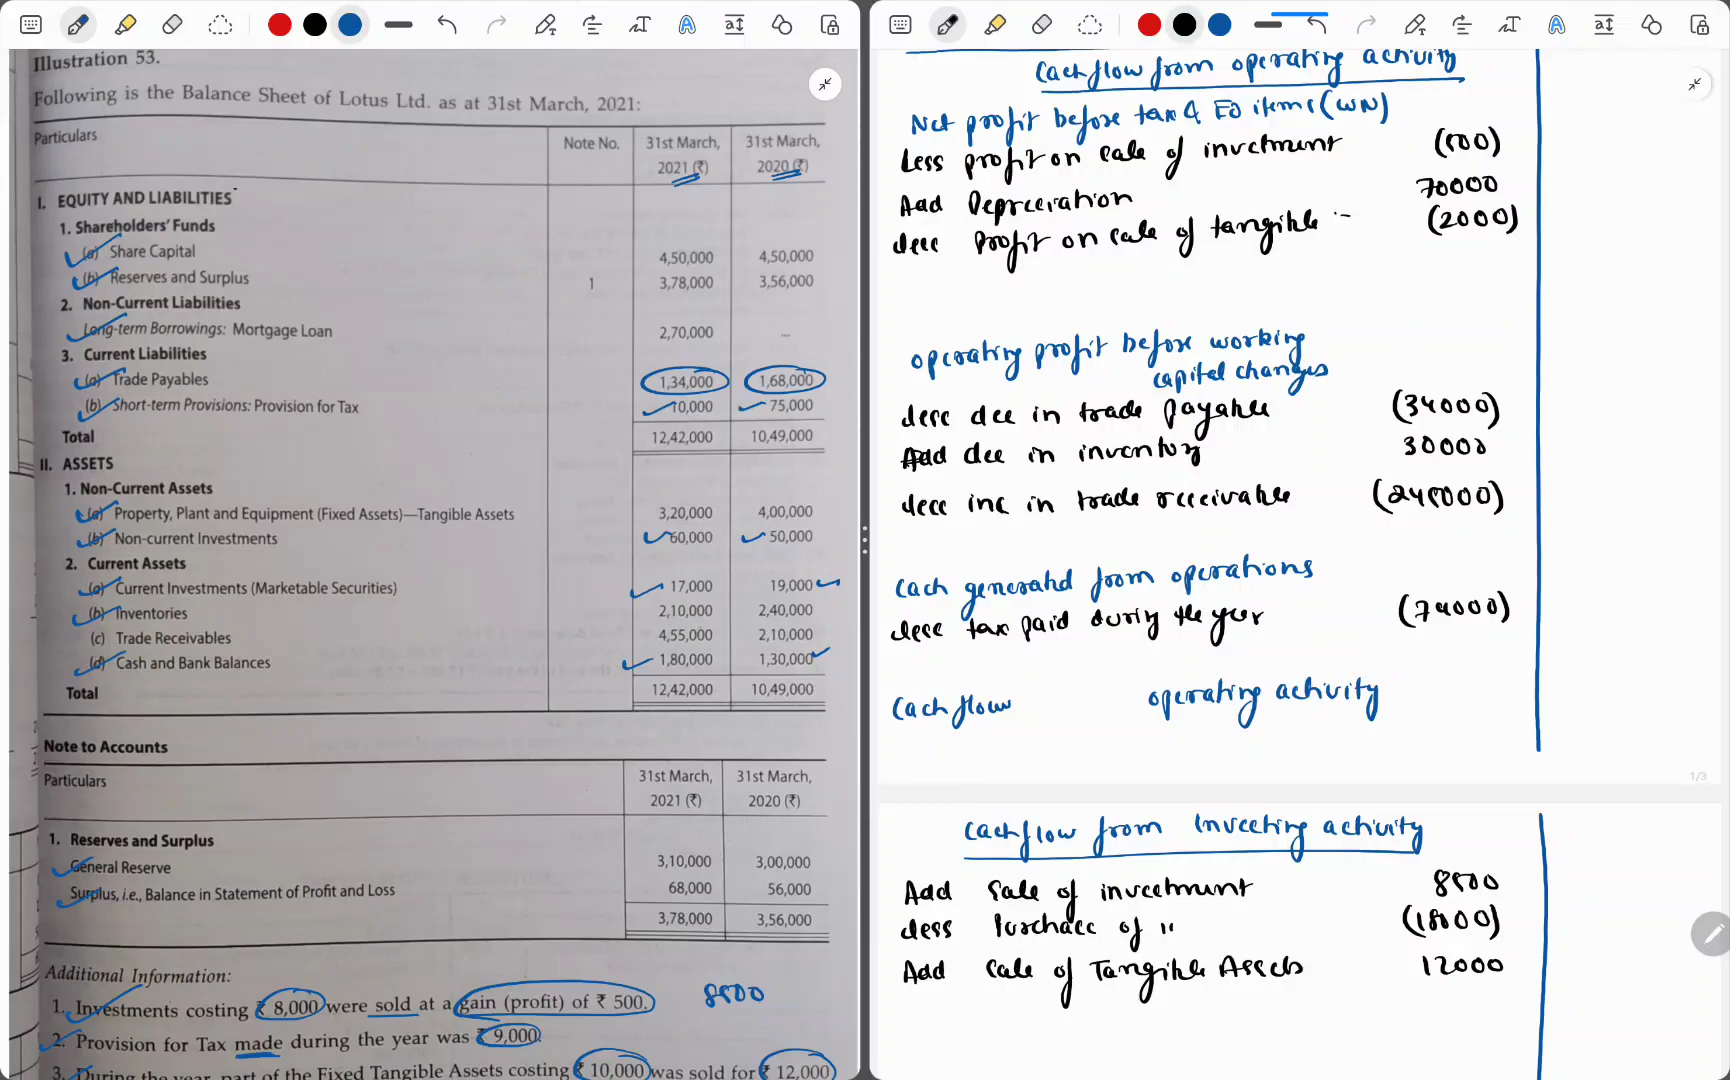 Illustration 53.
Following is the Balance Sheet of Lotus Ltd. as at 31st March, 2021:
Particulars Note No. 31st March, 2021 (₹) 31st March, 2020 (₹)
I. EQUITY AND LIABILITIES
1. Shareholders' Funds
(a) Share Capital 4,50,000 4,50,000
(b) Reserves and Surplus 1 3,78,000 3,56,000
2. Non-Current Liabilities
Long-term Borrowings: Mortgage Loan 2,70,000 ...
3. Current Liabilities
(a) Trade Payables 1,34,000 1,68,000
(b) Short-term Provisions: Provision for Tax 10,000 75,000
Total 12,42,000 10,49,000
II. ASSETS
1. Non-Current Assets
(a) Property, Plant and Equipment (Fixed Assets)—Tangible Assets 3,20,000 4,00,000
(b) Non-current Investments 60,000 50,000
2. Current Assets
(a) Current Investments (Marketable Securities) 17,000 19,000
(b) Inventories 2,10,000 2,40,000
(c) Trade Receivables 4,55,000 2,10,000
(d) Cash and Bank Balances 1,80,000 1,30,000
Total 12,42,000 10,49,000
Note to Accounts
Particulars 31st March, 2021 (₹) 31st March, 2020 (₹)
1. Reserves and Surplus
General Reserve 3,10,000 3,00,000
Surplus, i.e., Balance in Statement of Profit and Loss 68,000 56,000
3,78,000 3,56,000
Additional Information:
1. Investments costing ₹ 8,000 were sold at a gain (profit) of ₹ 500. 8500
2. Provision for Tax made during the year was ₹ 9,000.
3. During the year, part of the Fixed Tangible Assets costing ₹ 10,000 was sold for ₹ 12,000
Cashflow from operating activity
Net profit before tax & EO items (WN)
Less profit on sale of investment (500)
Add Depreciation 70000
Less Profit on sale of tangible :- (2000)
operating profit before working
capital changes
Less dec in trade payable (34000)
Add dec in inventory 30000
Less inc in trade receivable (245000)
Cash generated from operations
Less tax paid during the year (74000)
Cashflow operating activity
1/3
Cashflow from Investing activity
Add Sale of investment 8500
Less Purchase of " (18000)
Add Sale of Tangible Assets 12000